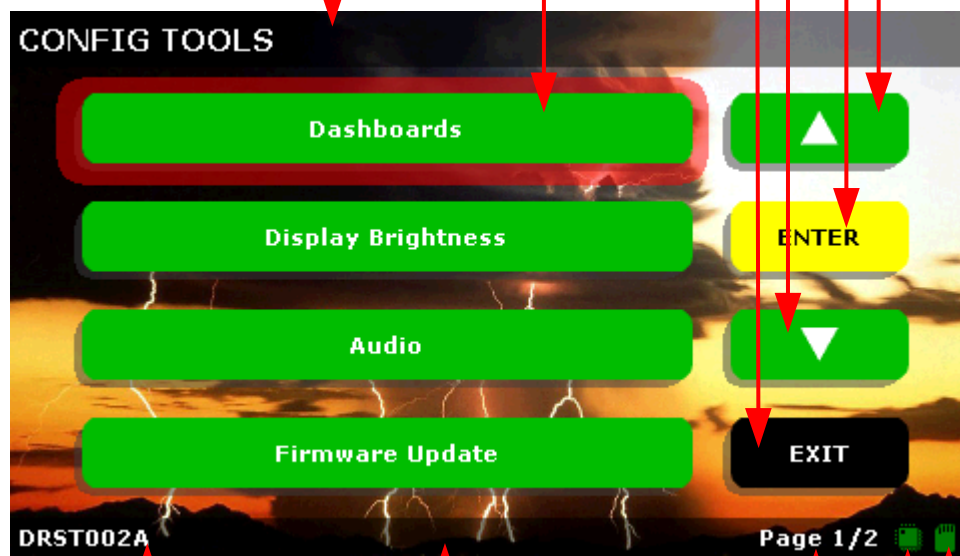 CONFIG TOOLS
Dashboards
Display Brightness
ENTER
Audio
Firmware Update
EXIT
DRST002A
Page 1/2